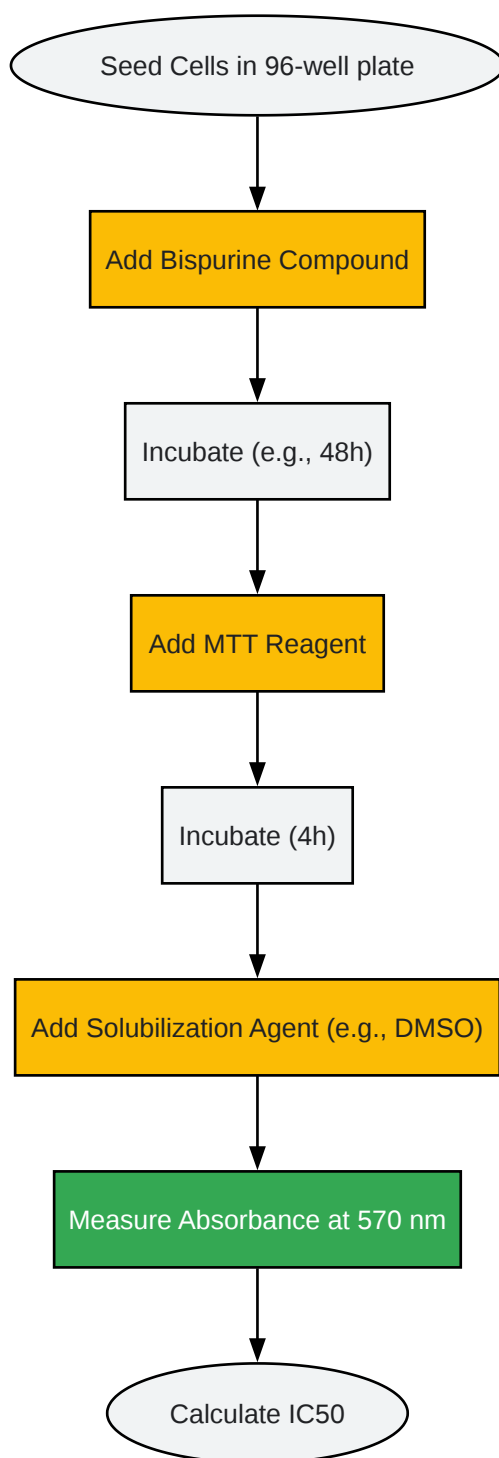 Seed Cells in 96-well plate
Add Bispurine Compound
Incubate (e.g., 48h)
Add MTT Reagent
Incubate (4h)
Add Solubilization Agent (e.g., DMSO)
Measure Absorbance at 570 nm
Calculate IC50